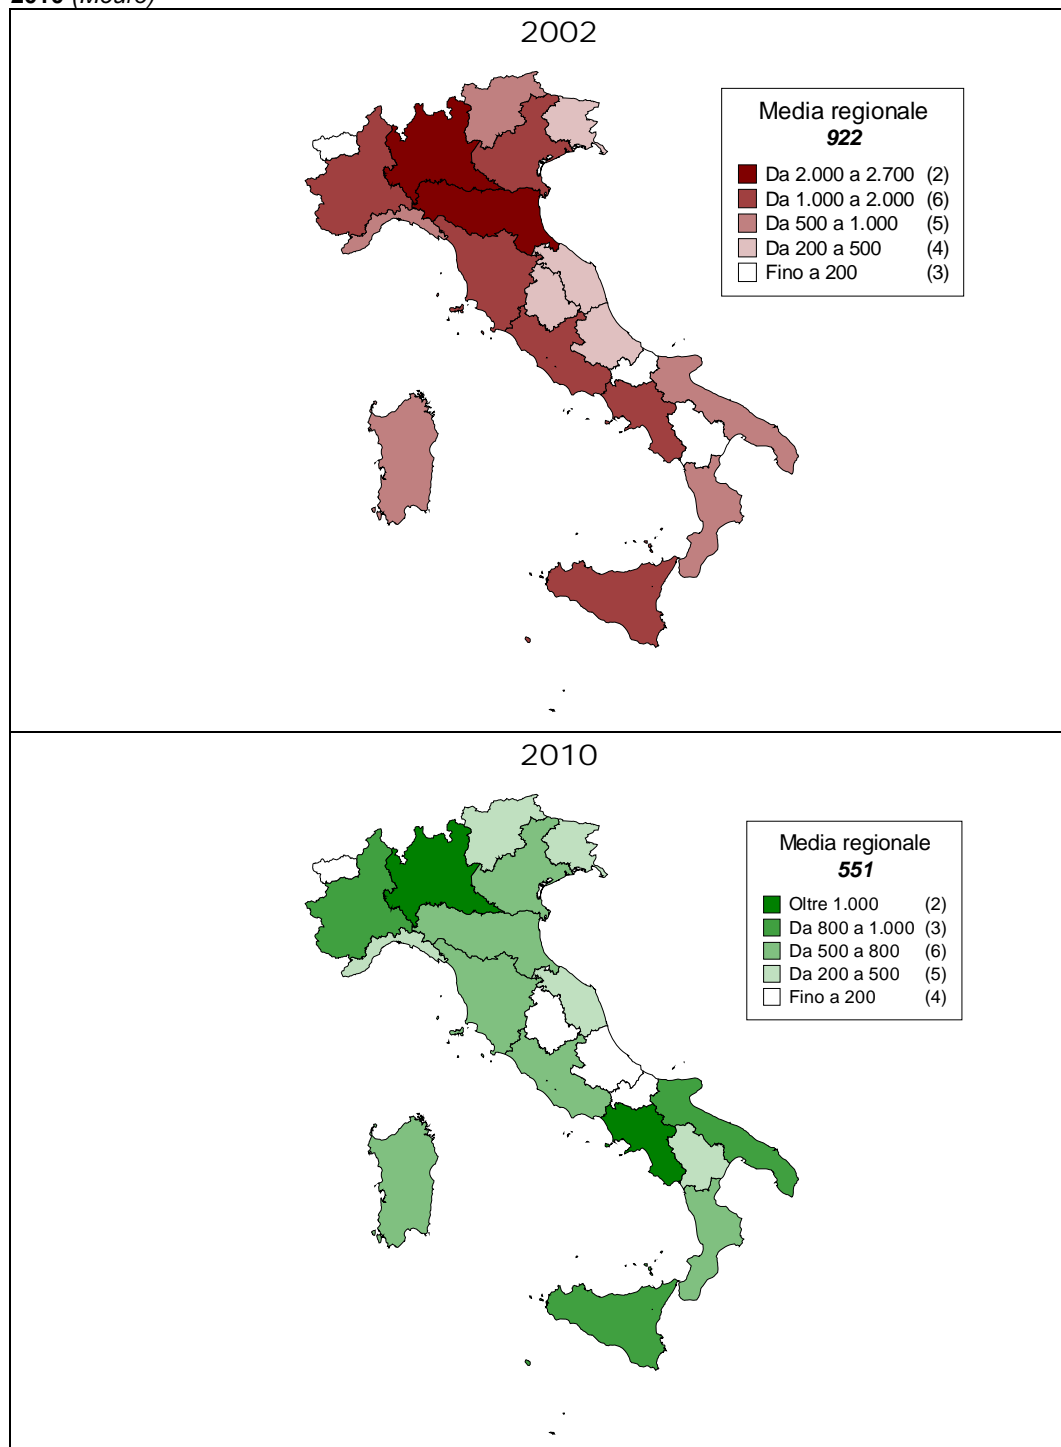 2010 (Meuro)
2002
Media regionale
922
Da 2.000 a 2.700 (2)
Da 1.000 a 2.000 (6)
Da 500 a 1.000 (5)
Da 200 a 500 (4)
Fino a 200 (3)
2010
Media regionale
551
Oltre 1.000 (2)
Da 800 a 1.000 (3)
Da 500 a 800 (6)
Da 200 a 500 (5)
Fino a 200 (4)